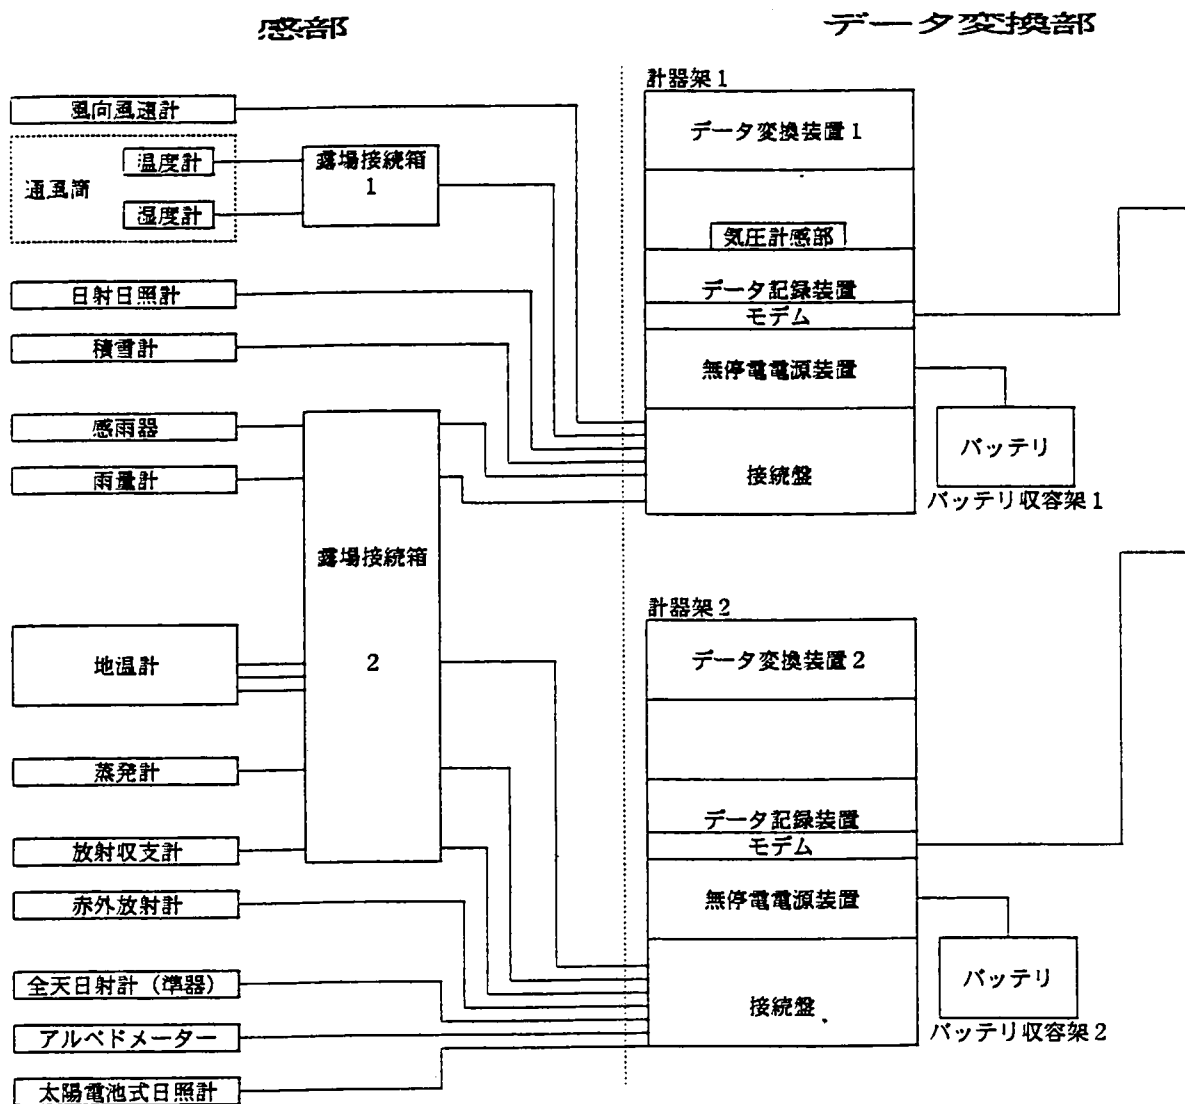 感部
データ変換部
風向風速計
通風筒
温度計
湿度計
露場接続箱
1
日射日照計
積雪計
感雨器
雨量計
露場接続箱
2
地温計
蒸発計
放射収支計
赤外放射計
全天日射計（準器）
アルベドメーター
太陽電池式日照計
計器架1
データ変換装置1
気圧計感部
データ記録装置
モデム
無停電電源装置
接続盤
バッテリ
バッテリ収容架1
計器架2
データ変換装置2
データ記録装置
モデム
無停電電源装置
接続盤
バッテリ
バッテリ収容架2